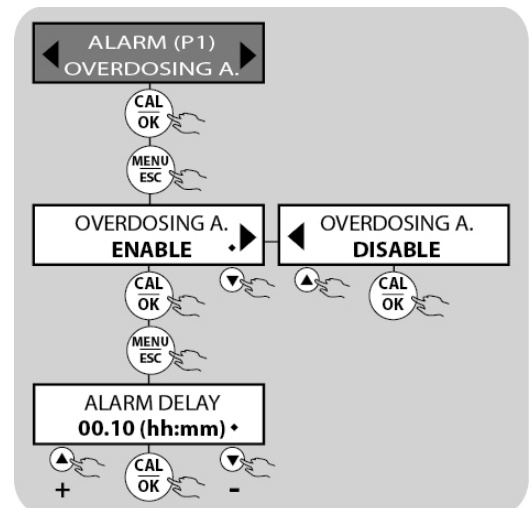 ALARM (P1)
OVERDOSING A.
CAL
OK
MENU
ESC
OVERDOSING A.
ENABLE
OVERDOSING A.
DISABLE
CAL
OK
CAL
OK
MENU
ESC
ALARM DELAY
00.10 (hh:mm)
CAL
OK
+
-